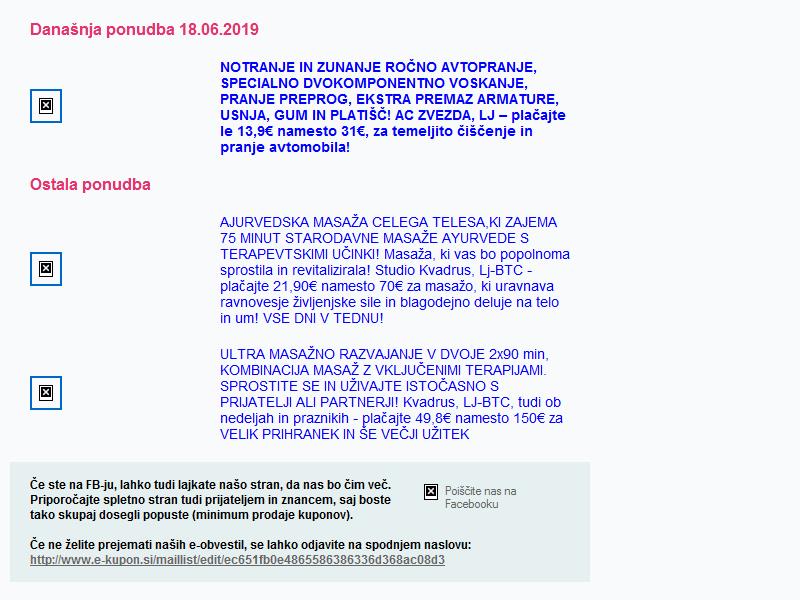 Današnja ponudba 18.06.2019
NOTRANJE IN ZUNANJE ROČNO AVTOPRANJE,
SPECIALNO DVOKOMPONENTNO VOSKANJE,
PRANJE PREPROG, EKSTRA PREMAZ ARMATURE,
USNJA, GUM IN PLATIŠČ! AC ZVEZDA, LJ – plačajte
le 13,9€ namesto 31€, za temeljito čiščenje in
pranje avtomobila!
Ostala ponudba
AJURVEDSKA MASAŽA CELEGA TELESA,KI ZAJEMA
75 MINUT STARODAVNE MASAŽE AYURVEDE S
TERAPEVTSKIMI UČINKI! Masaža, ki vas bo popolnoma
sprostila in revitalizirala! Studio Kvadrus, Lj-BTC -
plačajte 21,90€ namesto 70€ za masažo, ki uravnava
ravnovesje življenjske sile in blagodejno deluje na telo
in um! VSE DNI V TEDNU!
ULTRA MASAŽNO RAZVAJANJE V DVOJE 2x90 min,
KOMBINACIJA MASAŽ Z VKLJUČENIMI TERAPIJAMI.
SPROSTITE SE IN UŽIVAJTE ISTOČASNO S
PRIJATELJI ALI PARTNERJI! Kvadrus, LJ-BTC, tudi ob
nedeljah in praznikih - plačajte 49,8€ namesto 150€ za
VELIK PRIHRANEK IN ŠE VEČJI UŽITEK
Če ste na FB-ju, lahko tudi lajkate našo stran, da nas bo čim več.
Priporočajte spletno stran tudi prijateljem in znancem, saj boste
tako skupaj dosegli popuste (minimum prodaje kuponov).
Poiščite nas na
Facebooku
Če ne želite prejemati naših e-obvestil, se lahko odjavite na spodnjem naslovu:
http://www.e-kupon.si/maillist/edit/ec651fb0e4865586386336d368ac08d3